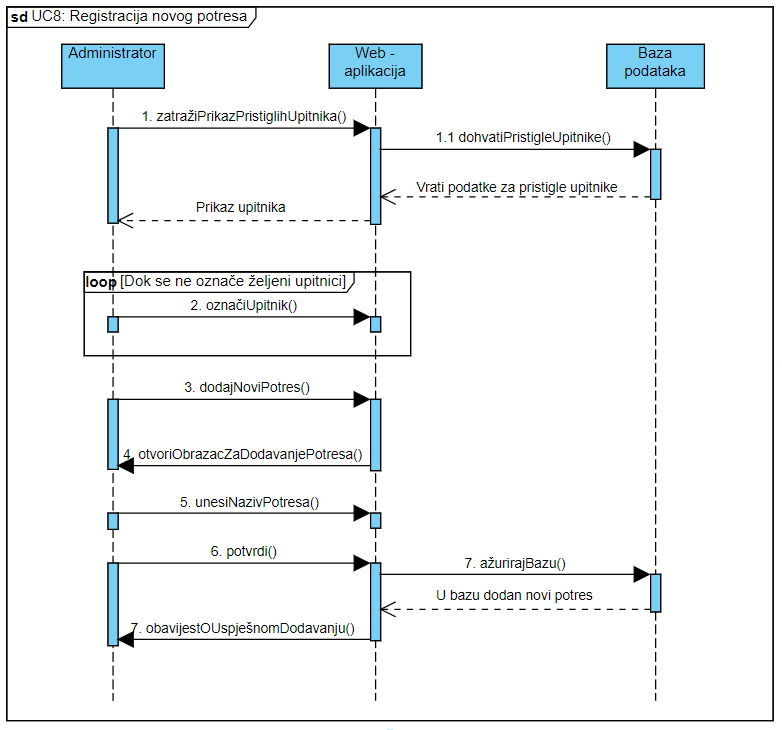 sd UC8: Registracija novog potresa
Administrator
Web -
aplikacija
Baza
podataka
1. zatražiPrikazPristiglihUpitnika()
1.1 dohvatiPristigleUpitnike()
Vrati podatke za pristigle upitnike
Prikaz upitnika
loop [Dok se ne označe željeni upitnici]
2. označiUpitnik()
3. dodajNoviPotres()
4. otvoriObrazacZaDodavanjePotresa()
5. unesiNazivPotresa()
6. potvrdi()
7. ažurirajBazu()
U bazu dodan novi potres
7. obavijestOUspješnomDodavanju()